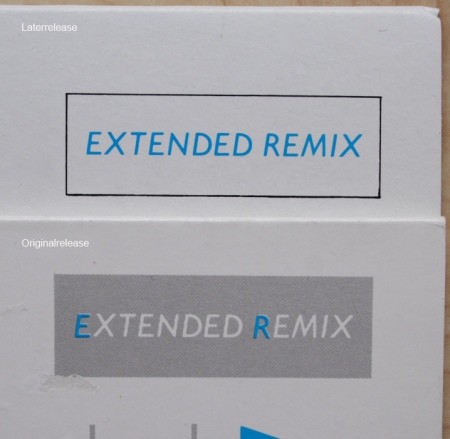 Laterrelease
EXTENDED REMIX
Originalrelease
EXTENDED REMIX